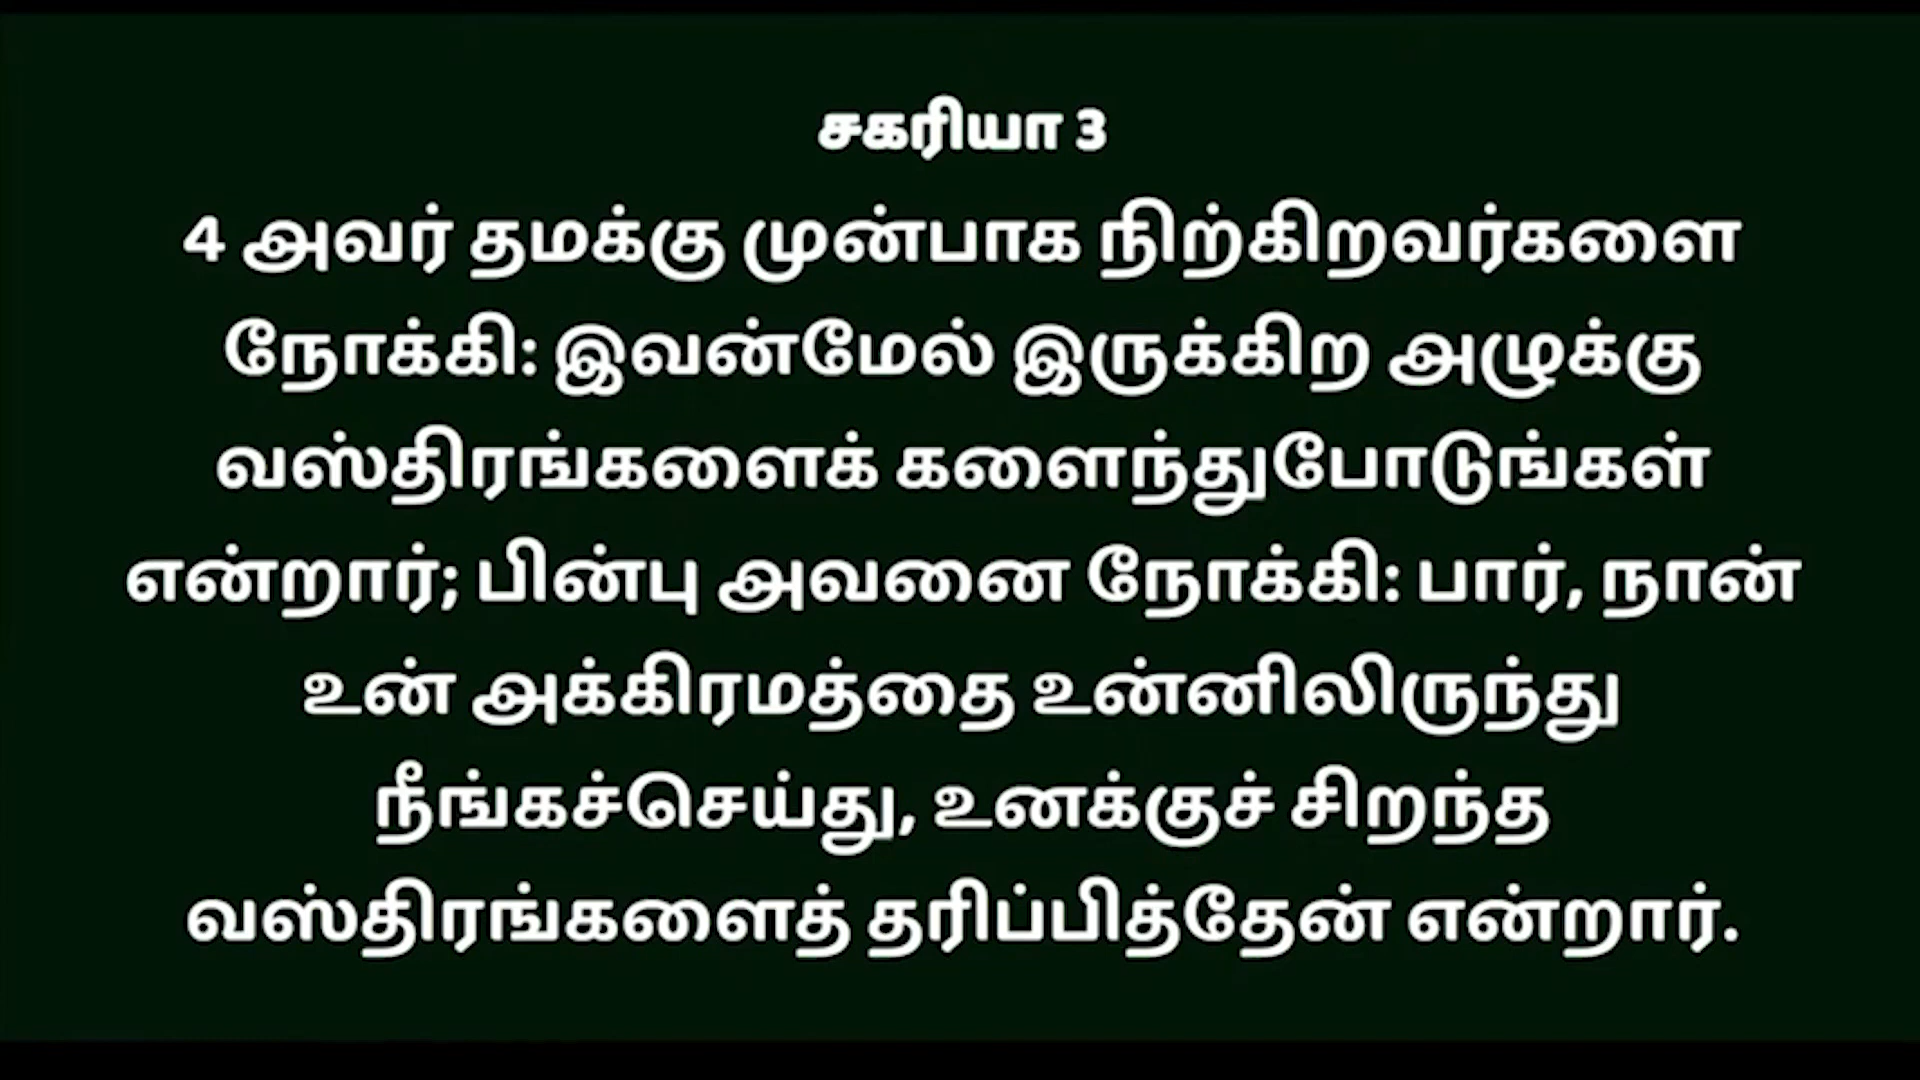 சகரியா 3
4 அவர் தமக்கு முன்பாக நிற்கிறவர்களை
நோக்கி: இவன்மேல் இருக்கிற அழுக்கு
வஸ்திரங்களைக் களைந்துபோடுங்கள்
என்றார்; பின்பு அவனை நோக்கி: பார், நான்
உன் அக்கிரமத்தை உன்னிலிருந்து
நீங்கச்செய்து, உனக்குச் சிறந்த
வஸ்திரங்களைத் தரிப்பித்தேன் என்றார்.